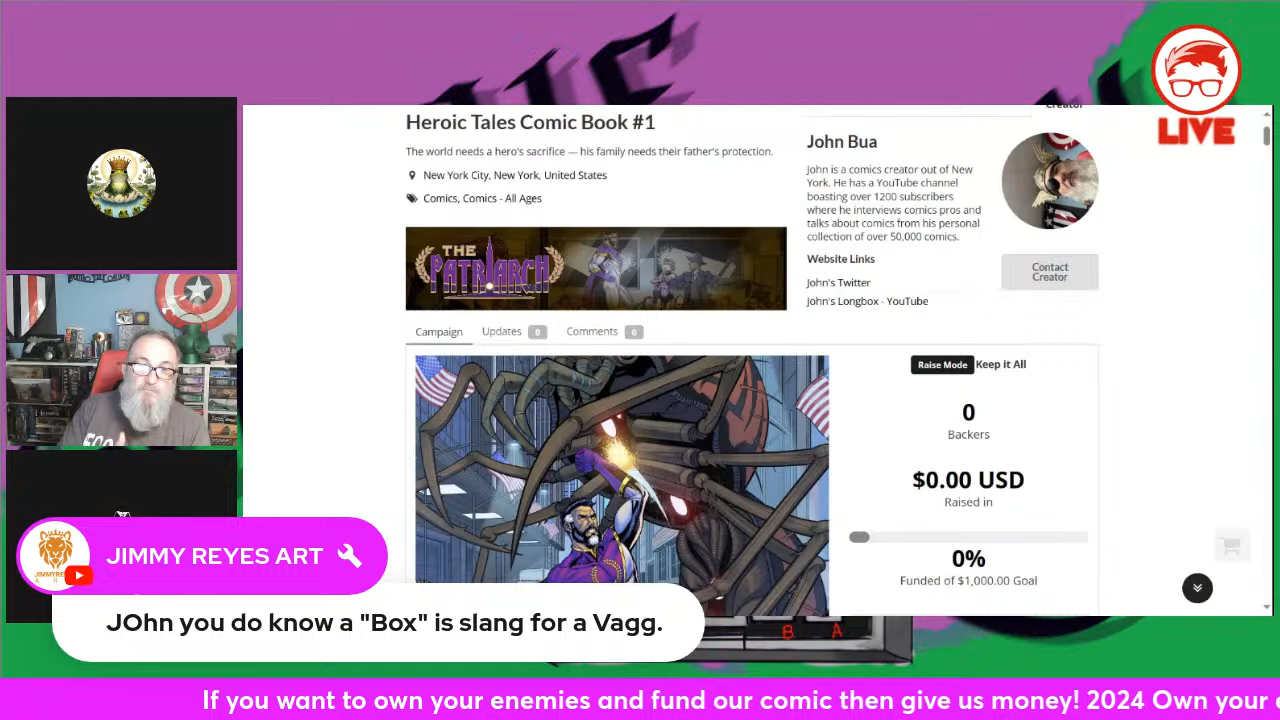 LIVE
Creator
Heroic Tales Comic Book #1
The world needs a hero's sacrifice — his family needs their father's protection.
New York City, New York, United States
Comics, Comics - All Ages
THE
PATRIARCH
John Bua
John is a comics creator out of New
York. He has a YouTube channel
boasting over 1200 subscribers
where he interviews comics pros and
talks about comics from his personal
collection of over 50,000 comics.
Website Links
John's Twitter
John's Longbox - YouTube
Contact
Creator
Campaign Updates 0 Comments 0
Raise Mode Keep it All
0
Backers
$0.00 USD
Raised in
0%
Funded of $1,000.00 Goal
JIMMY REYES ART
JOhn you do know a "Box" is slang for a Vagg.
B A
If you want to own your enemies and fund our comic then give us money! 2024 Own your